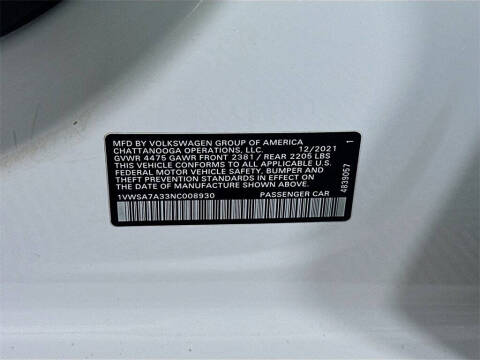 MFD BY VOLKSWAGEN GROUP OF AMERICA
CHATTANOOGA OPERATIONS, LLC. 12/2021
GVWR 4475 GAWR FRONT 2381 / REAR 2205 LBS
THIS VEHICLE CONFORMS TO ALL APPLICABLE U.S.
FEDERAL MOTOR VEHICLE SAFETY, BUMPER AND
THEFT PREVENTION STANDARDS IN EFFECT ON THE
DATE OF MANUFACTURE SHOWN ABOVE.
1VWSA7A33NC008930 PASSENGER CAR
4839057 1